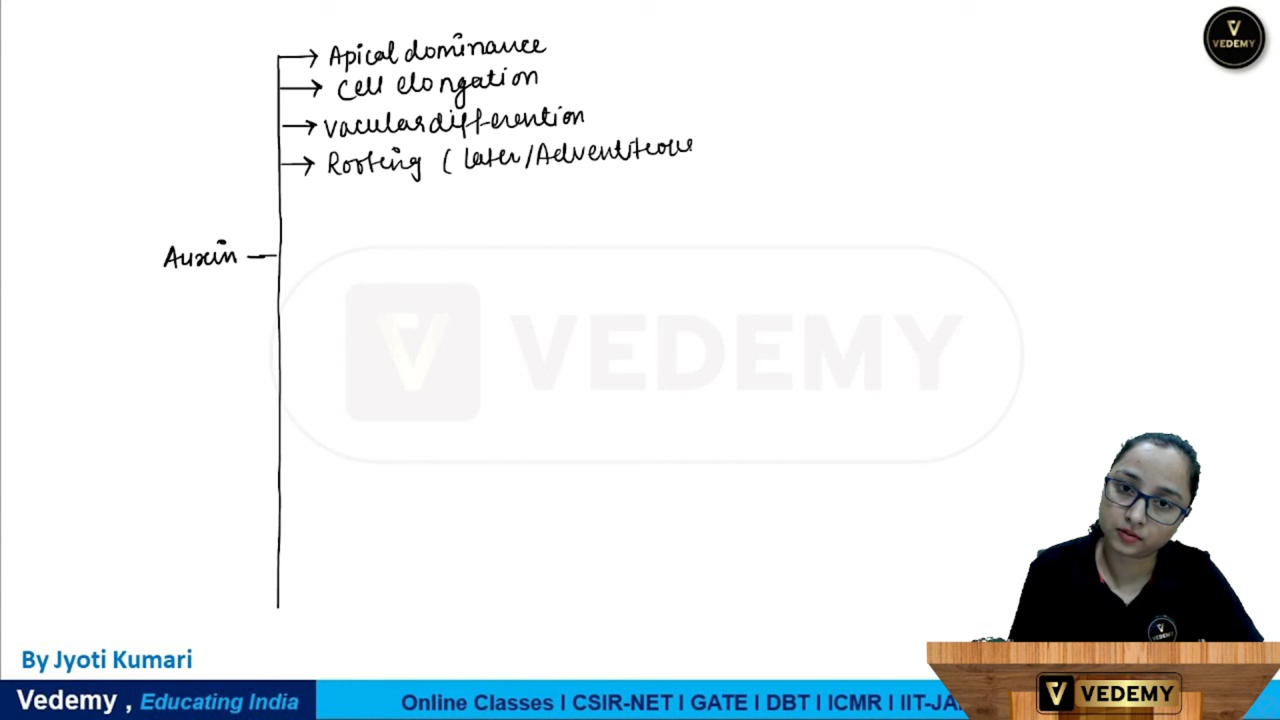 Apical dominance
Cell elongation
Vacular differention
Rooting ( Later/Adventiteous
Auxin
VEDEMY
VEDEMY
By Jyoti Kumari
Vedemy , Educating India
Online Classes I CSIR-NET I GATE I DBT I ICMR I IIT-JA
VEDEMY